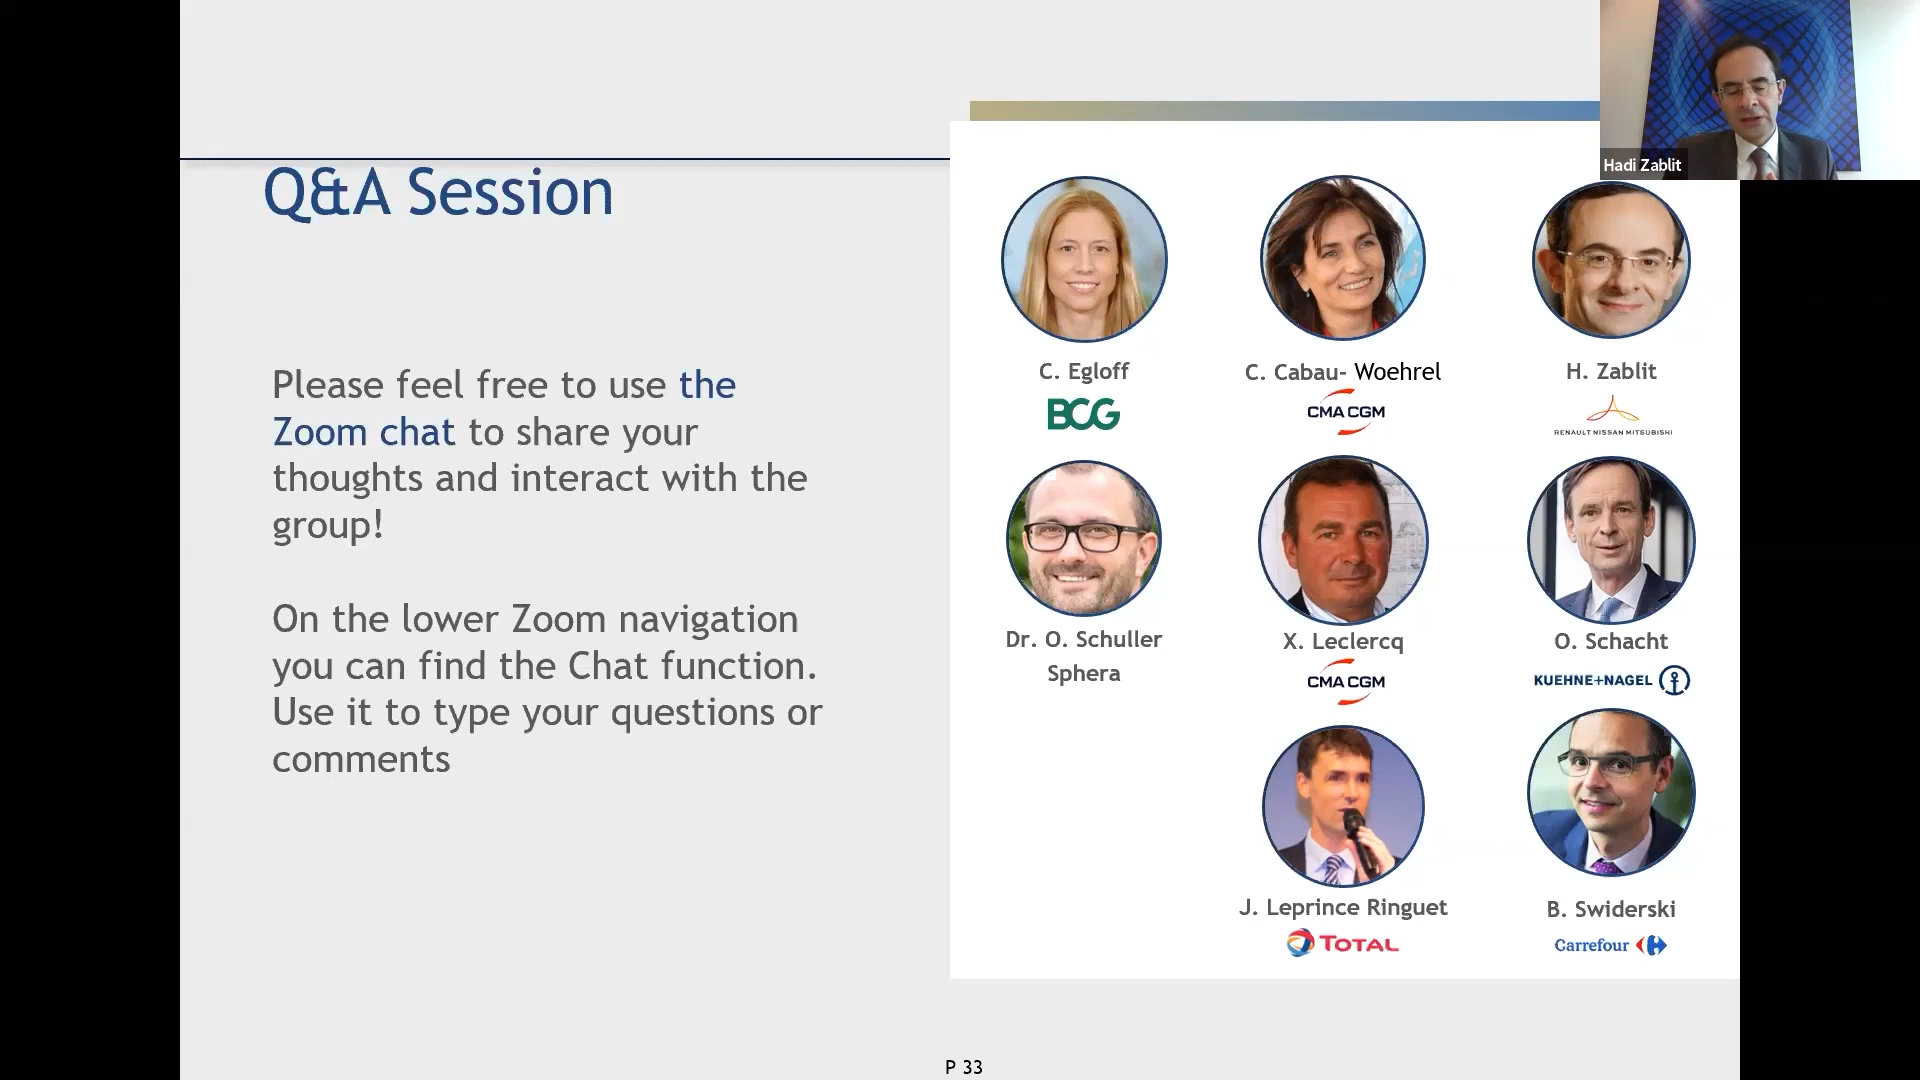 Hadi Zablit
Q&A Session
Please feel free to use the
Zoom chat to share your
thoughts and interact with the
group!
On the lower Zoom navigation
you can find the Chat function.
Use it to type your questions or
comments
C. Egloff
BCG
C. Cabau- Woehrel
CMA CGM
H. Zablit
RENAULT NISSAN MITSUBISHI
Dr. O. Schuller
Sphera
X. Leclercq
CMA CGM
O. Schacht
KUEHNE+NAGEL
J. Leprince Ringuet
TOTAL
B. Swiderski
Carrefour
P 33